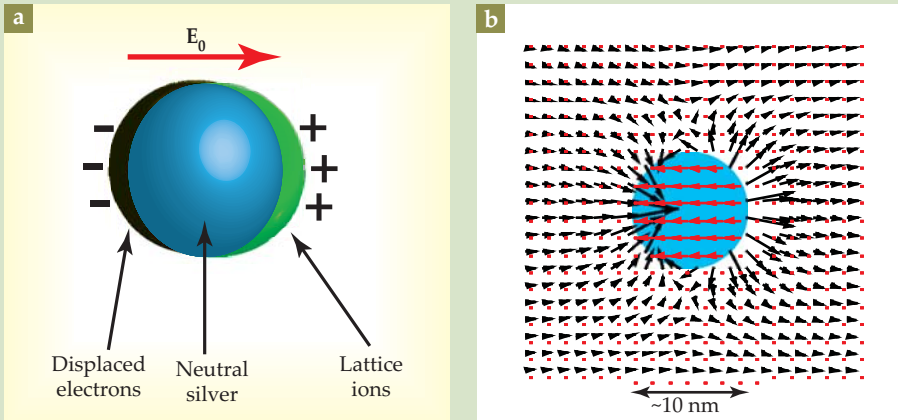 a
E0
−
−
−
+
+
+
Displaced
electrons
Neutral
silver
Lattice
ions
b
~10 nm